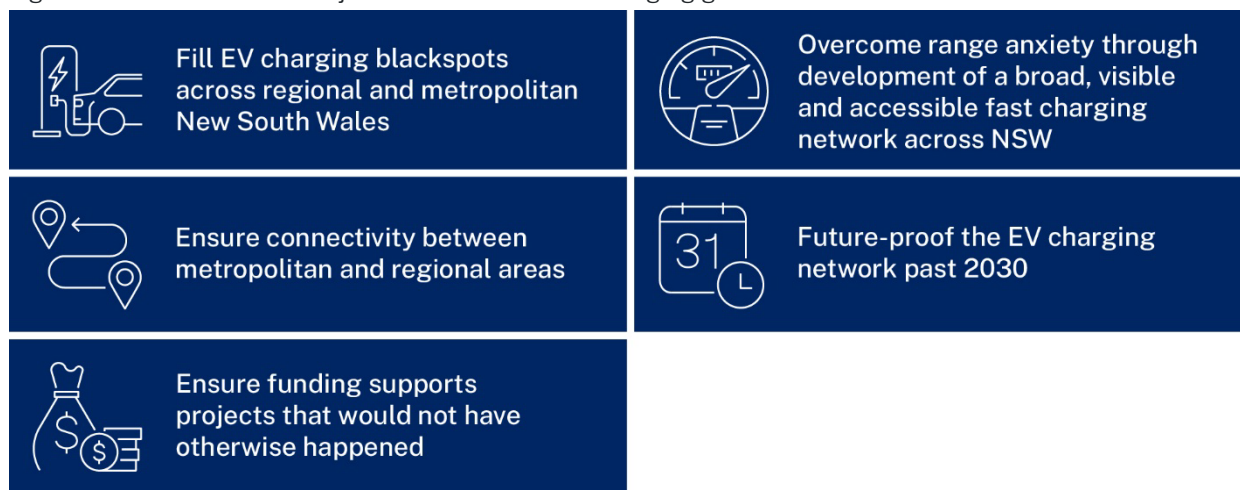 Fill EV charging blackspots
across regional and metropolitan
New South Wales
Overcome range anxiety through
development of a broad, visible
and accessible fast charging
network across NSW
Ensure connectivity between
metropolitan and regional areas
31
Future-proof the EV charging
network past 2030
$
$
Ensure funding supports
projects that would not have
otherwise happened